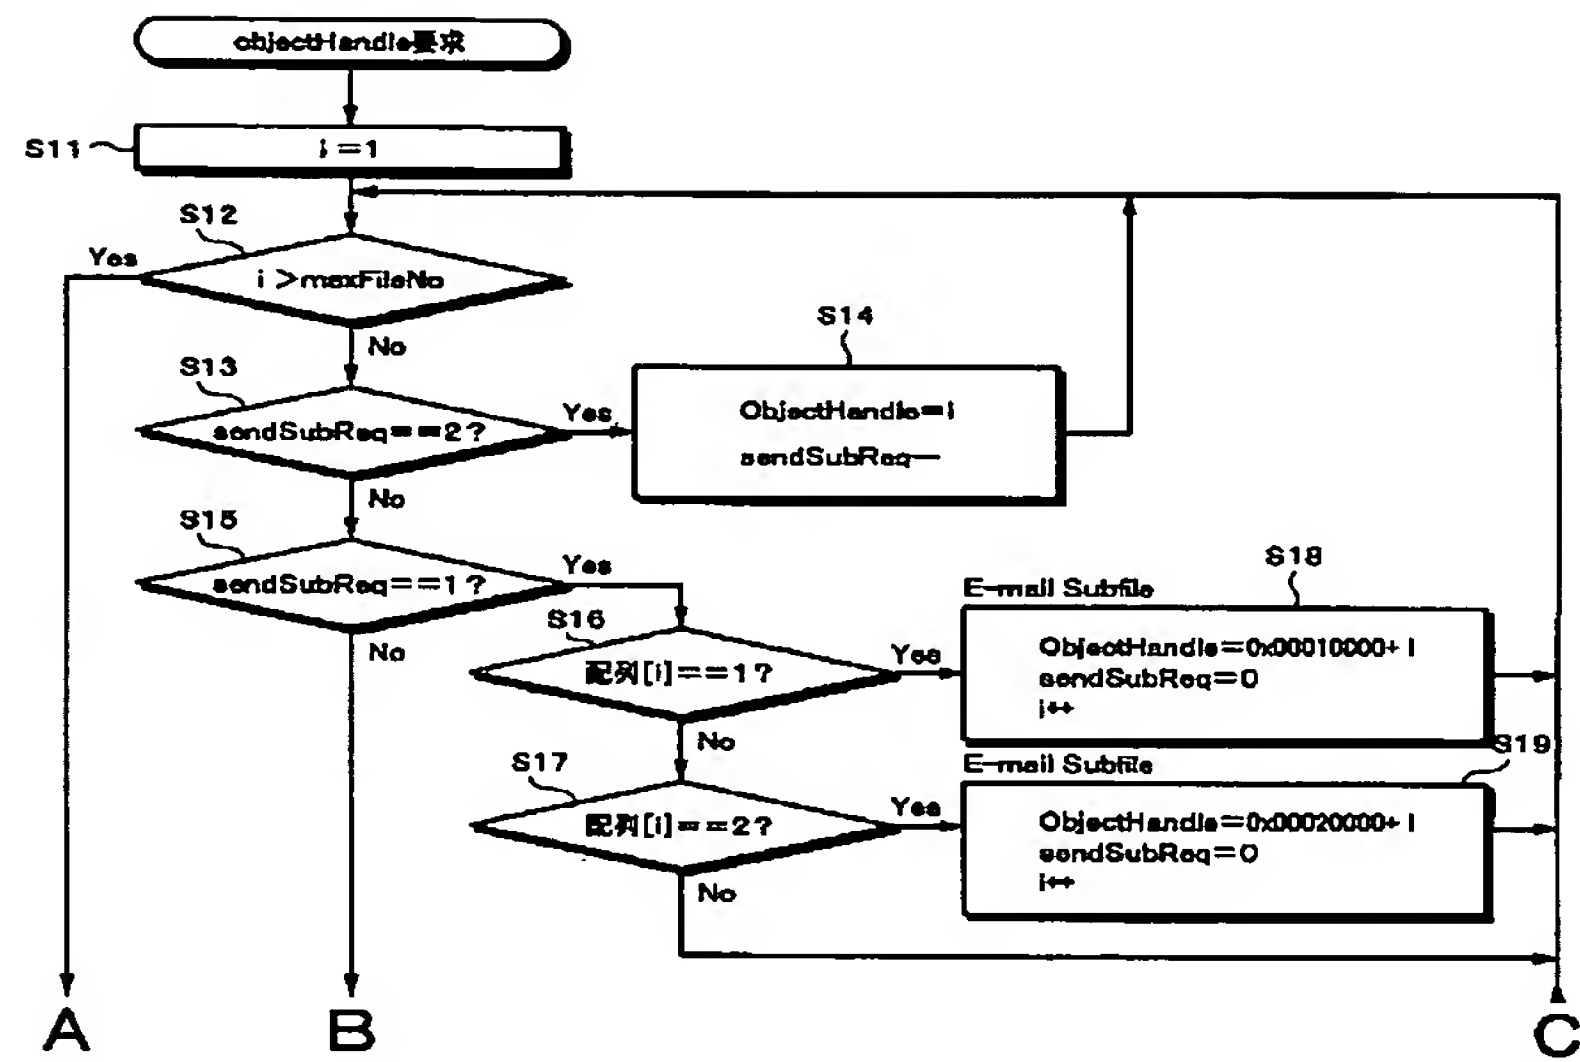 objectHandle要求
S11
i=1
S12
Yes
i>maxFileNo
No
S13
sendSubReq==2?
Yes
No
S14
ObjectHandle=i
sendSubReq—
S15
sendSubReq==1?
Yes
No
S16
配列[i]==1?
Yes
No
E-mail Subfile
S18
ObjectHandle=0x00010000+i
sendSubReq=0
i++
S17
配列[i]==2?
Yes
No
E-mail Subfile
S19
ObjectHandle=0x00020000+i
sendSubReq=0
i++
A
B
C